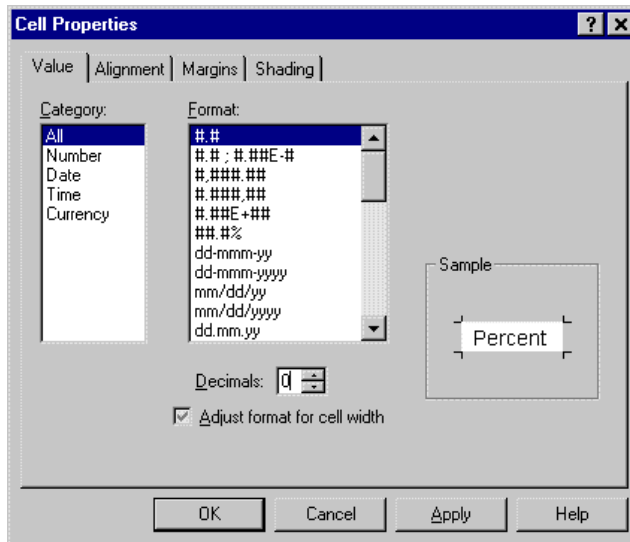 Cell Properties
Value Alignment Margins Shading
Category:
All
Number
Date
Time
Currency
Format:
#.#
#.# ; #.##E-#
#,###.##
#.###,##
#.##E+##
##.#%
dd-mmm-yy
dd-mmm-yyyy
mm/dd/yy
mm/dd/yyyy
dd.mm.yy
Sample
Percent
Decimals: 0
Adjust format for cell width
OK Cancel Apply Help